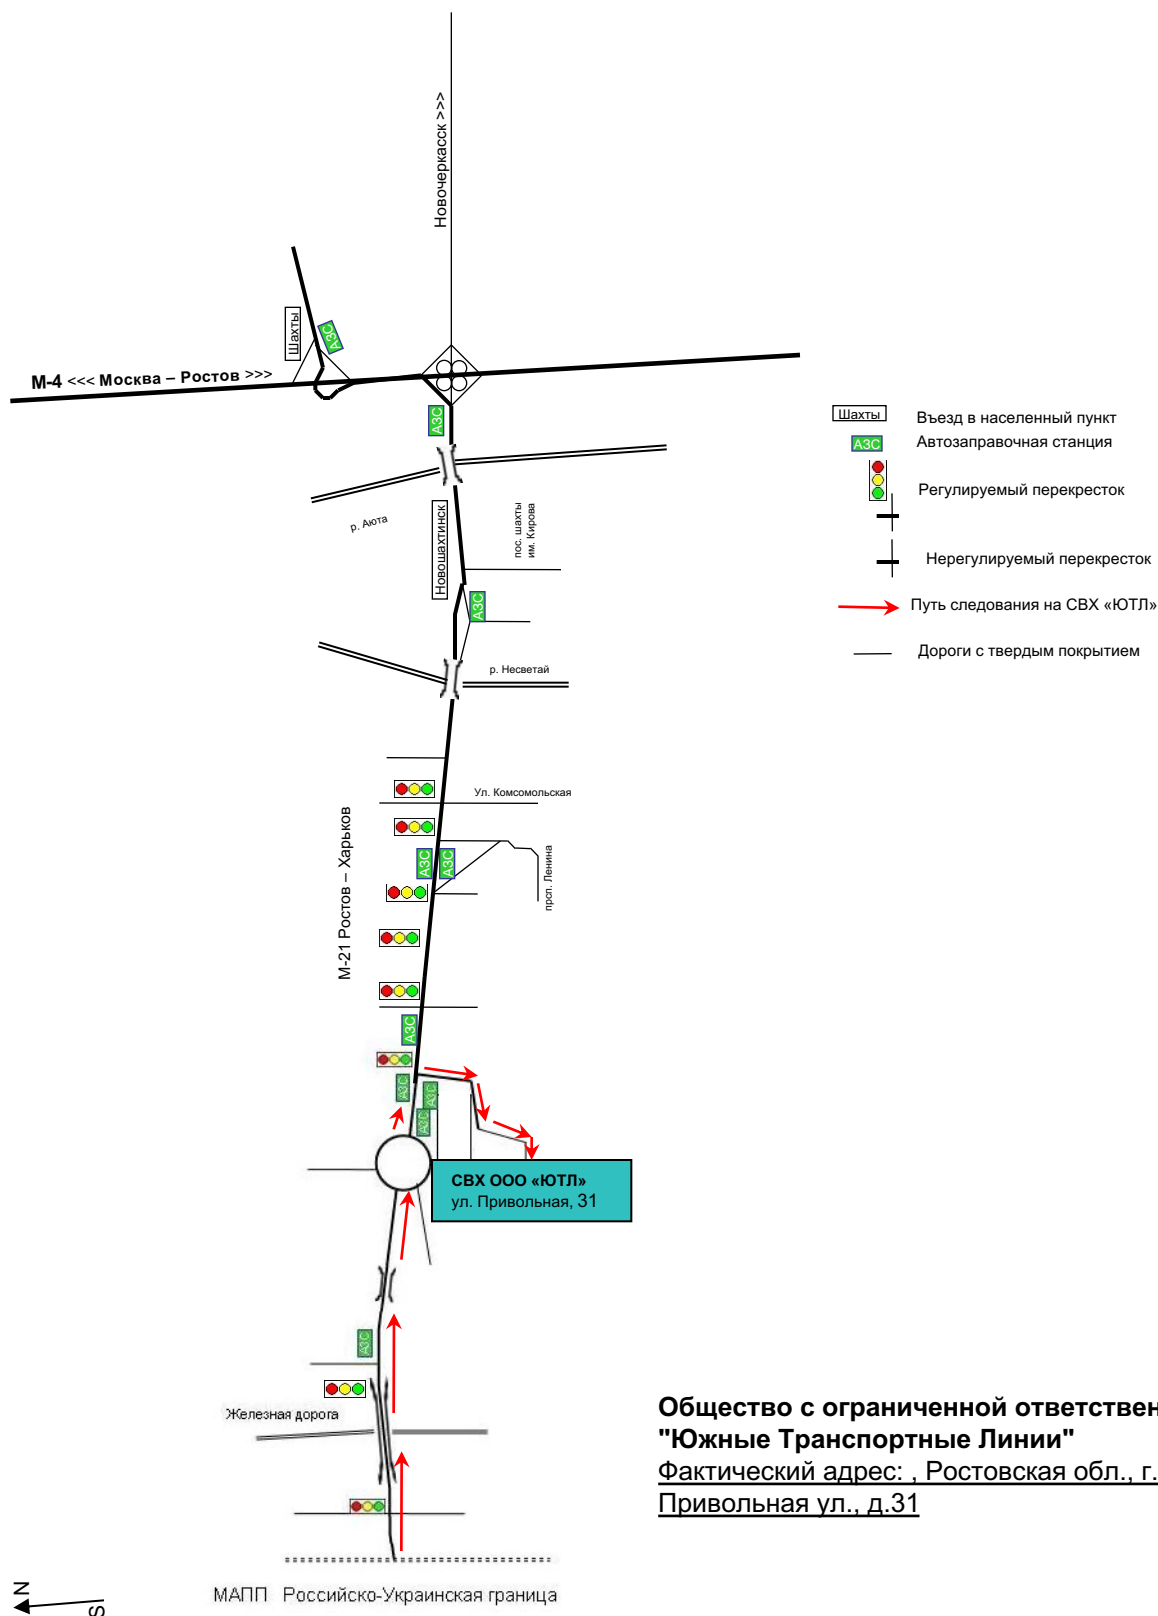 Новочеркасск >>>
Шахты
АЗС
М-4 <<< Москва – Ростов >>>
АЗС
Шахты
Въезд в населенный пункт
АЗС
Автозаправочная станция
Регулируемый перекресток
Нерегулируемый перекресток
Путь следования на СВХ «ЮТЛ»
Дороги с твердым покрытием
р. Аюта
Новошахтинск
пос. шахты
им. Кирова
АЗС
р. Несветай
Ул. Комсомольская
М-21 Ростов – Харьков
АЗС
АЗС
прсп. Ленина
АЗС
АЗС
АЗС
АЗС
СВХ ООО «ЮТЛ»
ул. Привольная, 31
АЗС
Железная дорога
Общество с ограниченной ответствен
"Южные Транспортные Линии"
Фактический адрес: , Ростовская обл., г.
Привольная ул., д.31
МАПП Российско-Украинская граница
N
S